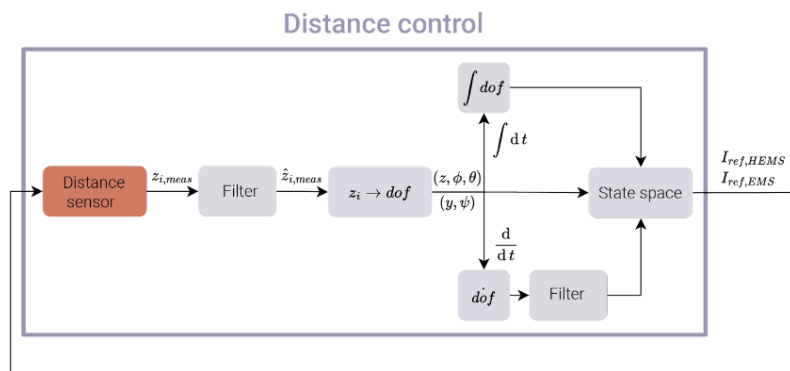 Distance control
∫ dof
∫ dt
Distance
sensor
z_{i,meas}
Filter
ẑ_{i,meas}
z_i → dof
(z, ϕ, θ)
(y, ψ)
State space
I_{ref,HEMS}
I_{ref,EMS}
d
dt
dȯf
Filter